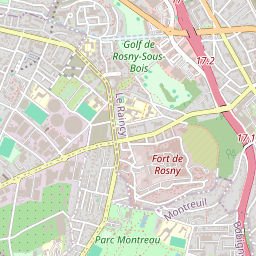 Golf de
Rosny-Sous-
Bois
17.2
Le Raincy
17.1
Fort de
Rosny
Montreuil
Parc Montreau